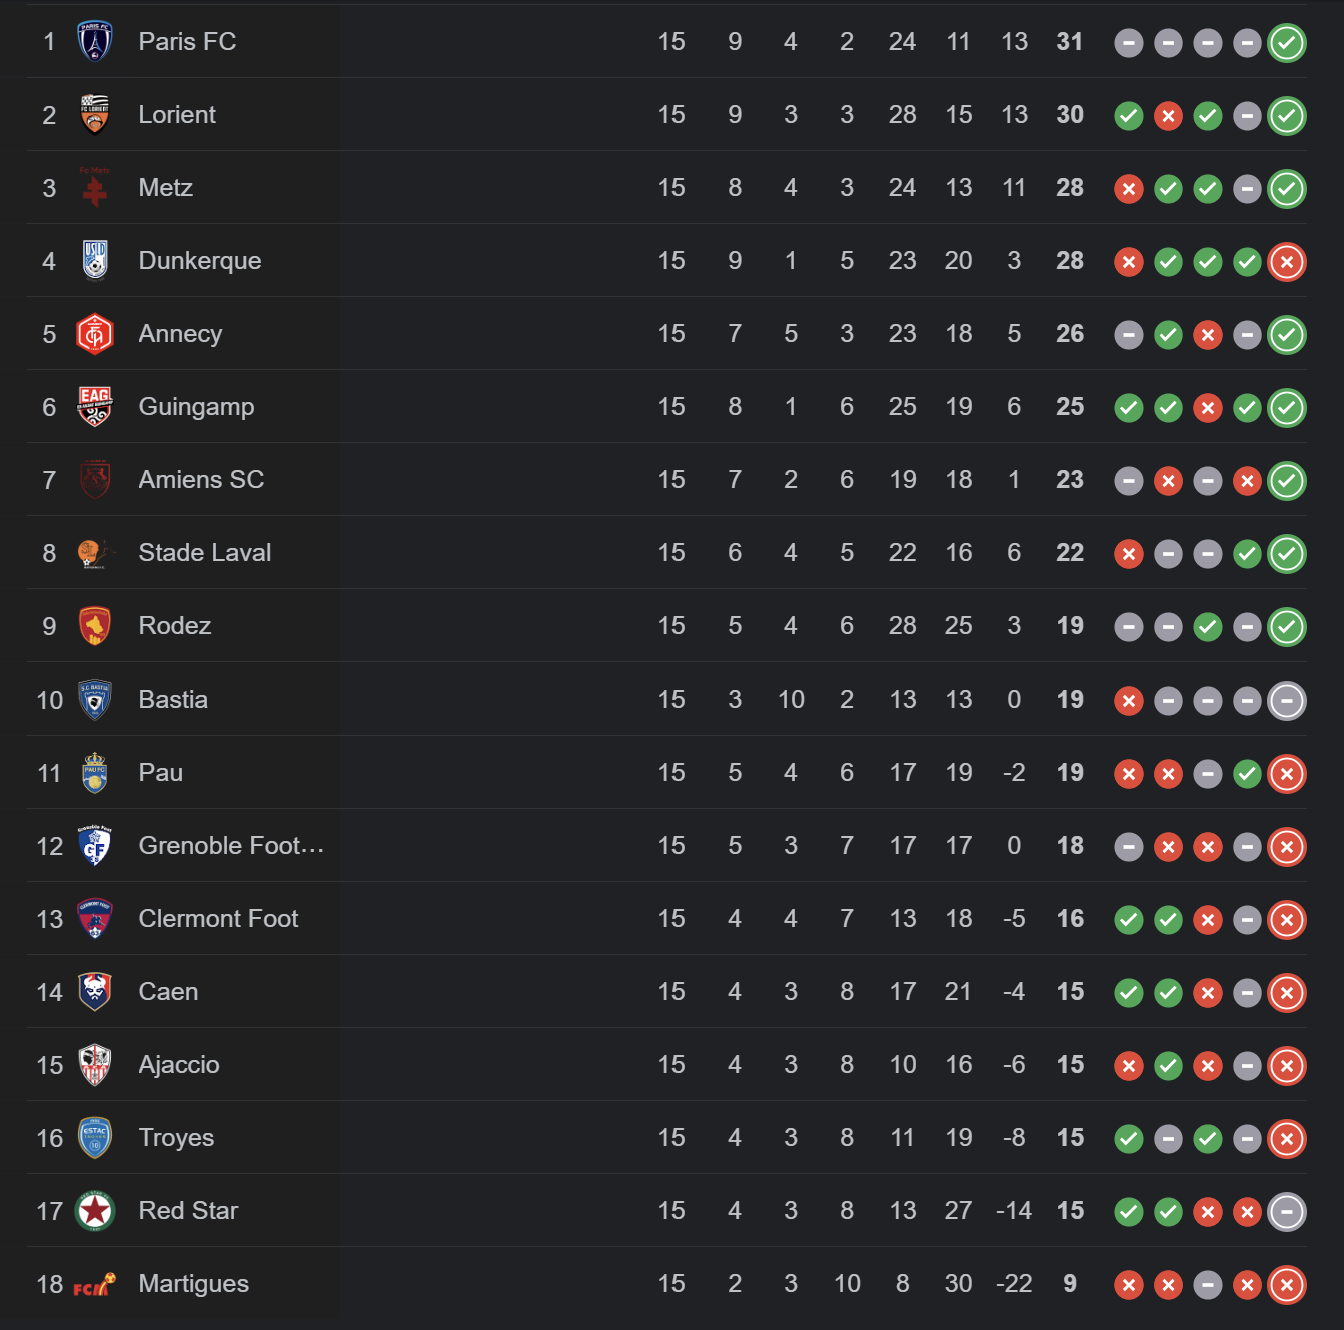 1 Paris FC 15 9 4 2 24 11 13 31
2 Lorient 15 9 3 3 28 15 13 30
3 Metz 15 8 4 3 24 13 11 28
4 Dunkerque 15 9 1 5 23 20 3 28
5 Annecy 15 7 5 3 23 18 5 26
6 Guingamp 15 8 1 6 25 19 6 25
7 Amiens SC 15 7 2 6 19 18 1 23
8 Stade Laval 15 6 4 5 22 16 6 22
9 Rodez 15 5 4 6 28 25 3 19
10 Bastia 15 3 10 2 13 13 0 19
11 Pau 15 5 4 6 17 19 -2 19
12 Grenoble Foot... 15 5 3 7 17 17 0 18
13 Clermont Foot 15 4 4 7 13 18 -5 16
14 Caen 15 4 3 8 17 21 -4 15
15 Ajaccio 15 4 3 8 10 16 -6 15
16 Troyes 15 4 3 8 11 19 -8 15
17 Red Star 15 4 3 8 13 27 -14 15
18 Martigues 15 2 3 10 8 30 -22 9